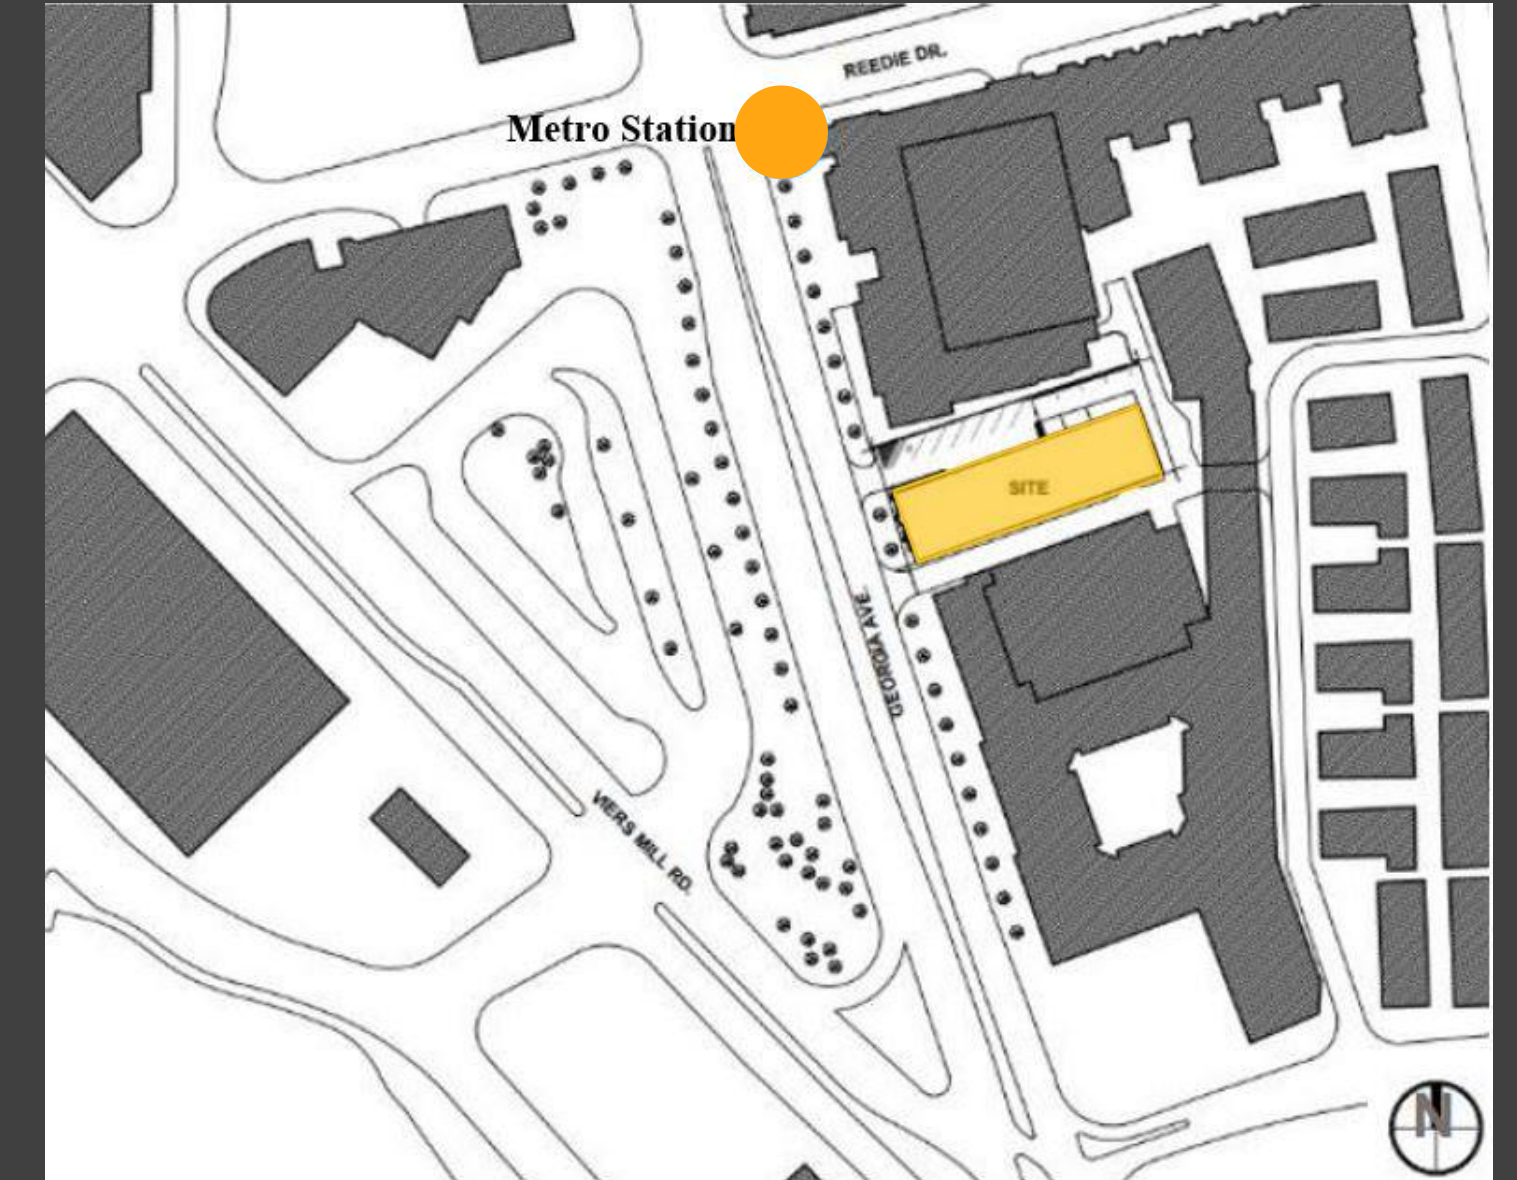 REEDIE DR.
Metro Station
SITE
GEORGIA AVE.
VIERS MILL RD.
N